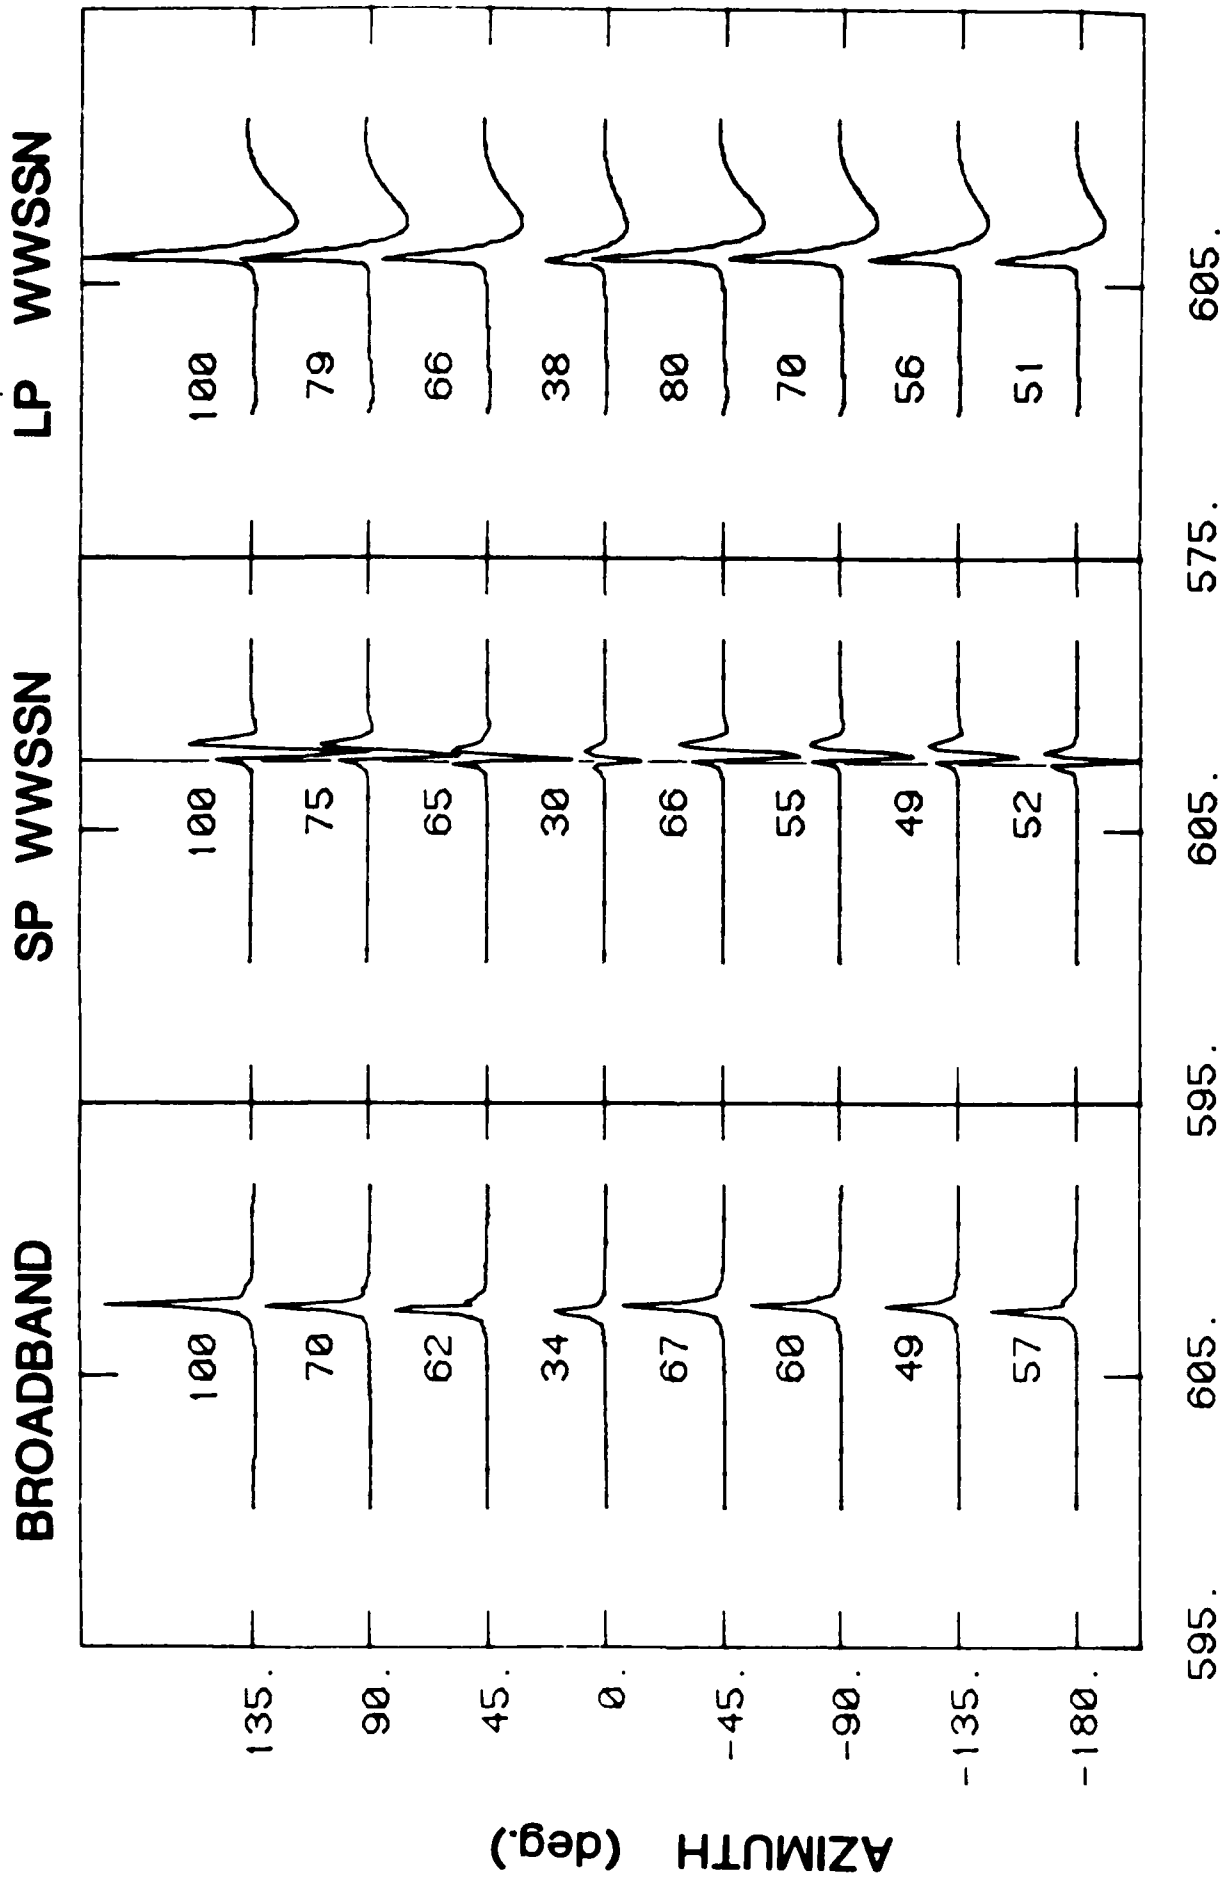 BROADBAND SP WWSSN LP WWSSN
135. 100 100 100
90. 70 75 79
45. 62 65 66
0. 34 30 38
-45. 67 66 80
-90. 60 55 70
-135. 49 49 56
-180. 57 52 51
595. 605. 595. 605. 575. 605.
AZIMUTH (deg.)